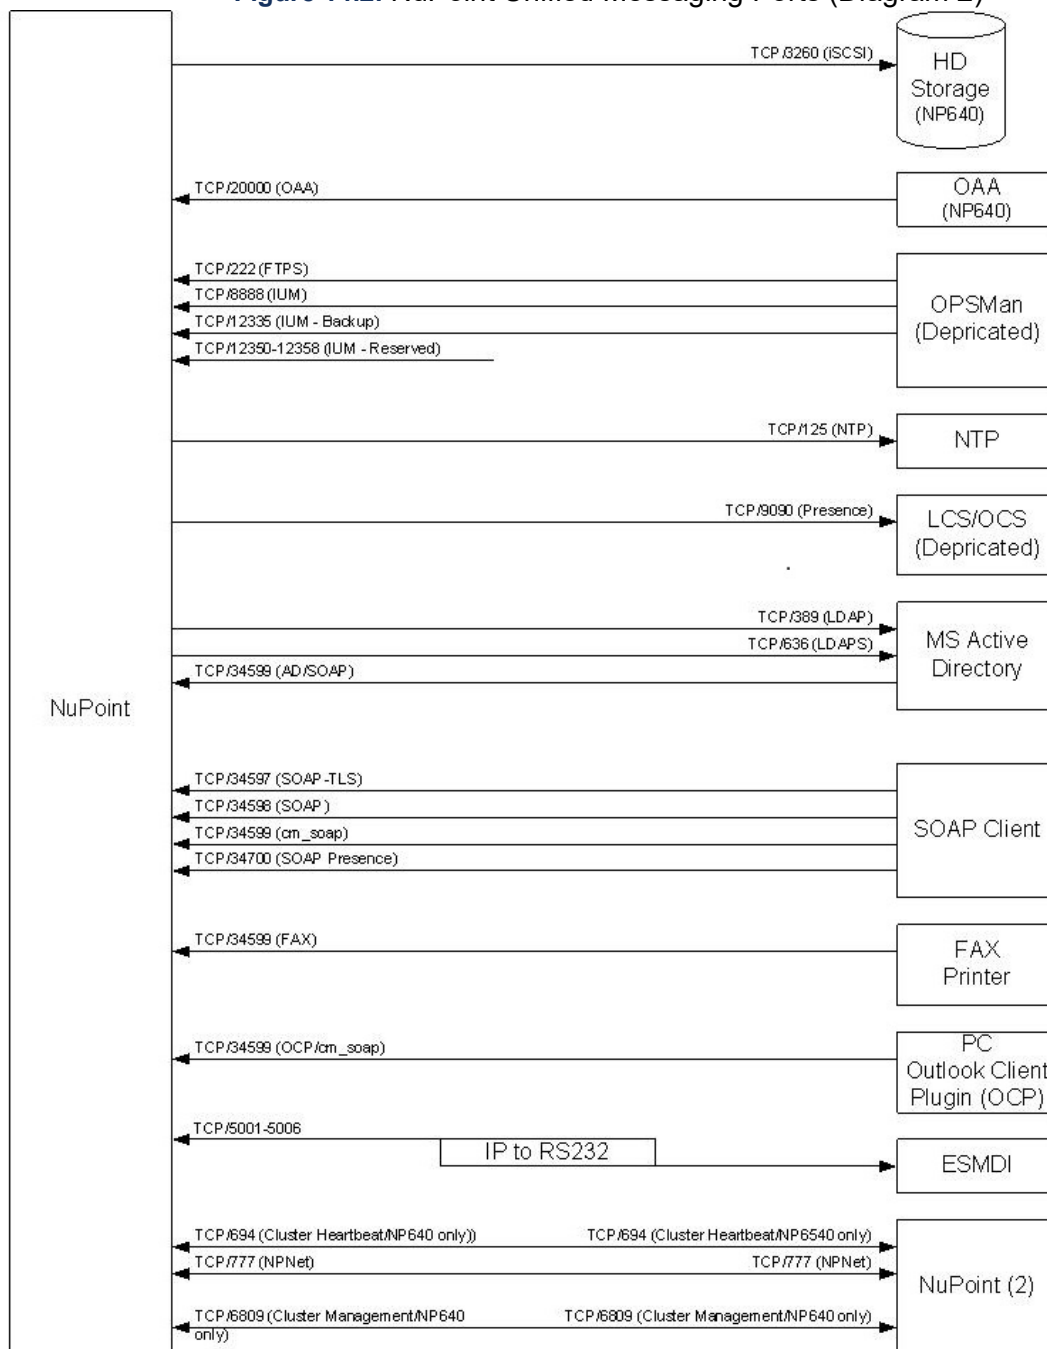 Figure 14.2. NuPoint Unified Messaging Ports (Diagram 2)
TCP/3260 (iSCSI)
HD
Storage
(NP640)
TCP/20000 (OAA)
OAA
(NP640)
TCP/222 (FTPS)
TCP/8888 (IUM)
TCP/12335 (IUM - Backup)
TCP/12350-12358 (IUM - Reserved)
OPSMan
(Depricated)
TCP/125 (NTP)
NTP
TCP/9090 (Presence)
LCS/OCS
(Depricated)
TCP/389 (LDAP)
TCP/636 (LDAPS)
TCP/34599 (AD/SOAP)
MS Active
Directory
NuPoint
TCP/34597 (SOAP-TLS)
TCP/34598 (SOAP)
TCP/34599 (cm_soap)
TCP/34700 (SOAP Presence)
SOAP Client
TCP/34599 (FAX)
FAX
Printer
TCP/34599 (OCP/cm_soap)
PC
Outlook Client
Plugin (OCP)
TCP/5001-5006
IP to RS232
ESMDI
TCP/694 (Cluster Heartbeat/NP640 only))
TCP/694 (Cluster Heartbeat/NP6540 only)
TCP/777 (NPNet)
TCP/777 (NPNet)
NuPoint (2)
TCP/6809 (Cluster Management/NP640
only)
TCP/6809 (Cluster Management/NP640 only)